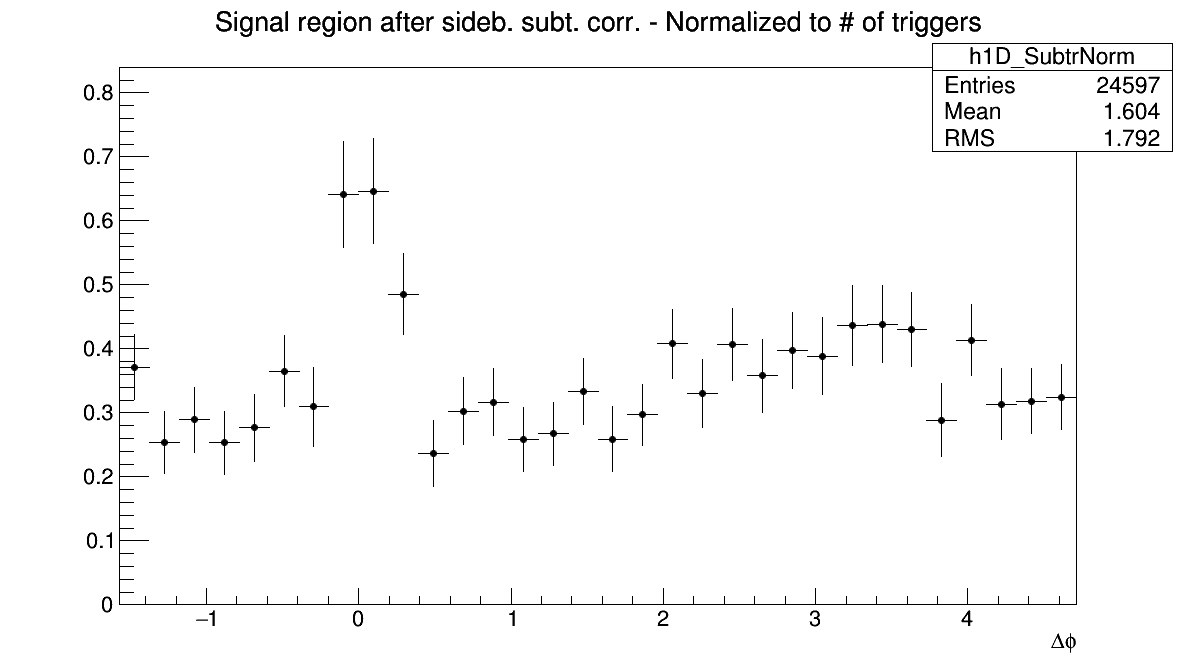 Signal region after sideb. subt. corr. - Normalized to # of triggers
h1D_SubtrNorm
Entries 24597
Mean 1.604
RMS 1.792
0.8
0.7
0.6
0.5
0.4
0.3
0.2
0.1
0
−1 0 1 2 3 4
Δϕ